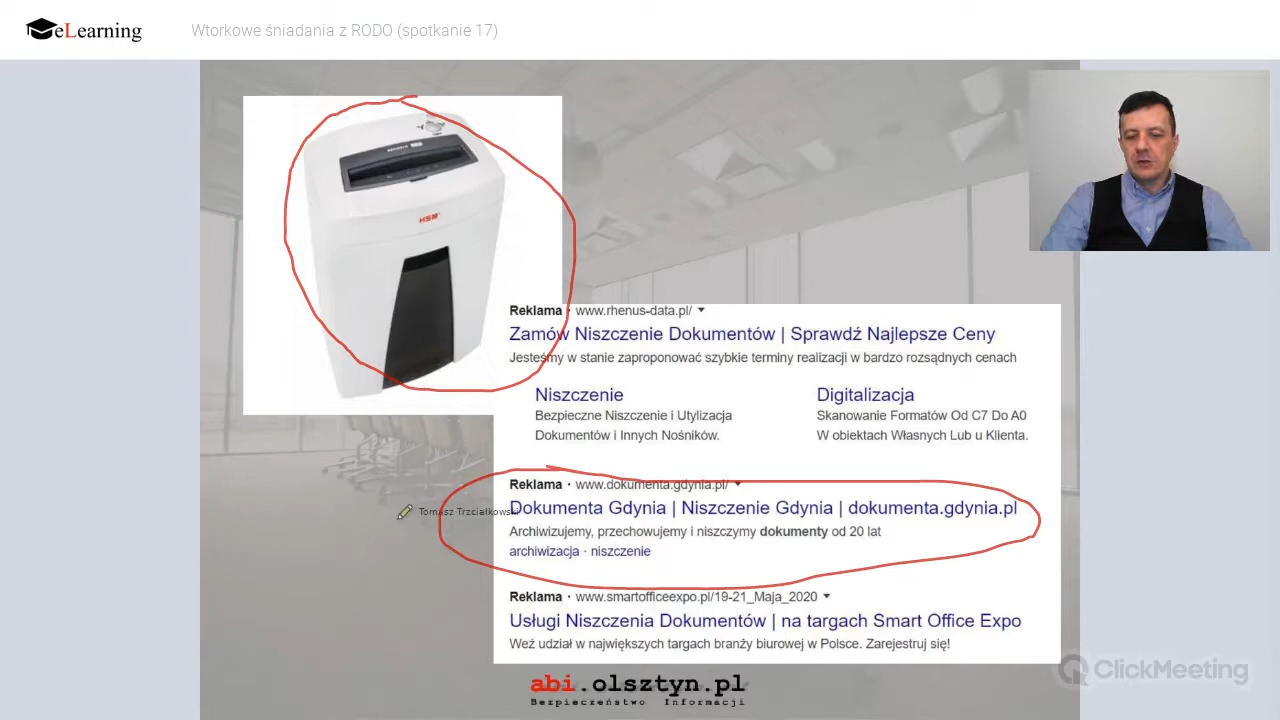 eLearning
Wtorkowe śniadania z RODO (spotkanie 17)
HSM
Reklama · www.rhenus-data.pl/
Zamów Niszczenie Dokumentów | Sprawdź Najlepsze Ceny
Jesteśmy w stanie zaproponować szybkie terminy realizacji w bardzo rozsądnych cenach
Niszczenie
Bezpieczne Niszczenie i Utylizacja
Dokumentów i Innych Nośników.
Digitalizacja
Skanowanie Formatów Od C7 Do A0
W obiektach Własnych Lub u Klienta.
Reklama · www.dokumenta.gdynia.pl/
Tomasz Trzciałkowski
Dokumenta Gdynia | Niszczenie Gdynia | dokumenta.gdynia.pl
Archiwizujemy, przechowujemy i niszczymy dokumenty od 20 lat
archiwizacja · niszczenie
Reklama · www.smartofficeexpo.pl/19-21_Maja_2020
Usługi Niszczenia Dokumentów | na targach Smart Office Expo
Weź udział w największych targach branży biurowej w Polsce. Zarejestruj się!
abi.olsztyn.pl
Bezpieczeństwo Informacji
ClickMeeting